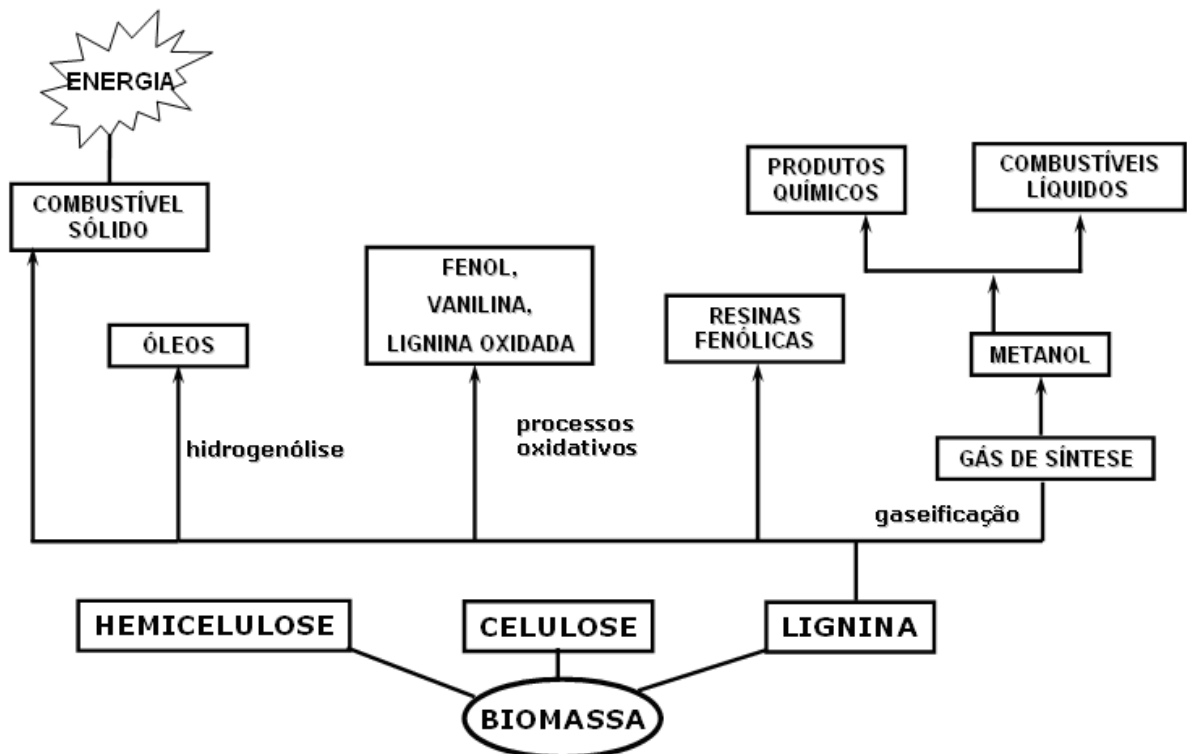 ENERGIA
COMBUSTÍVEL
SÓLIDO
ÓLEOS
hidrogenólise
FENOL,
VANILINA,
LIGNINA OXIDADA
processos
oxidativos
RESINAS
FENÓLICAS
PRODUTOS
QUÍMICOS
COMBUSTÍVEIS
LÍQUIDOS
METANOL
GÁS DE SÍNTESE
gaseificação
HEMICELULOSE
CELULOSE
LIGNINA
BIOMASSA